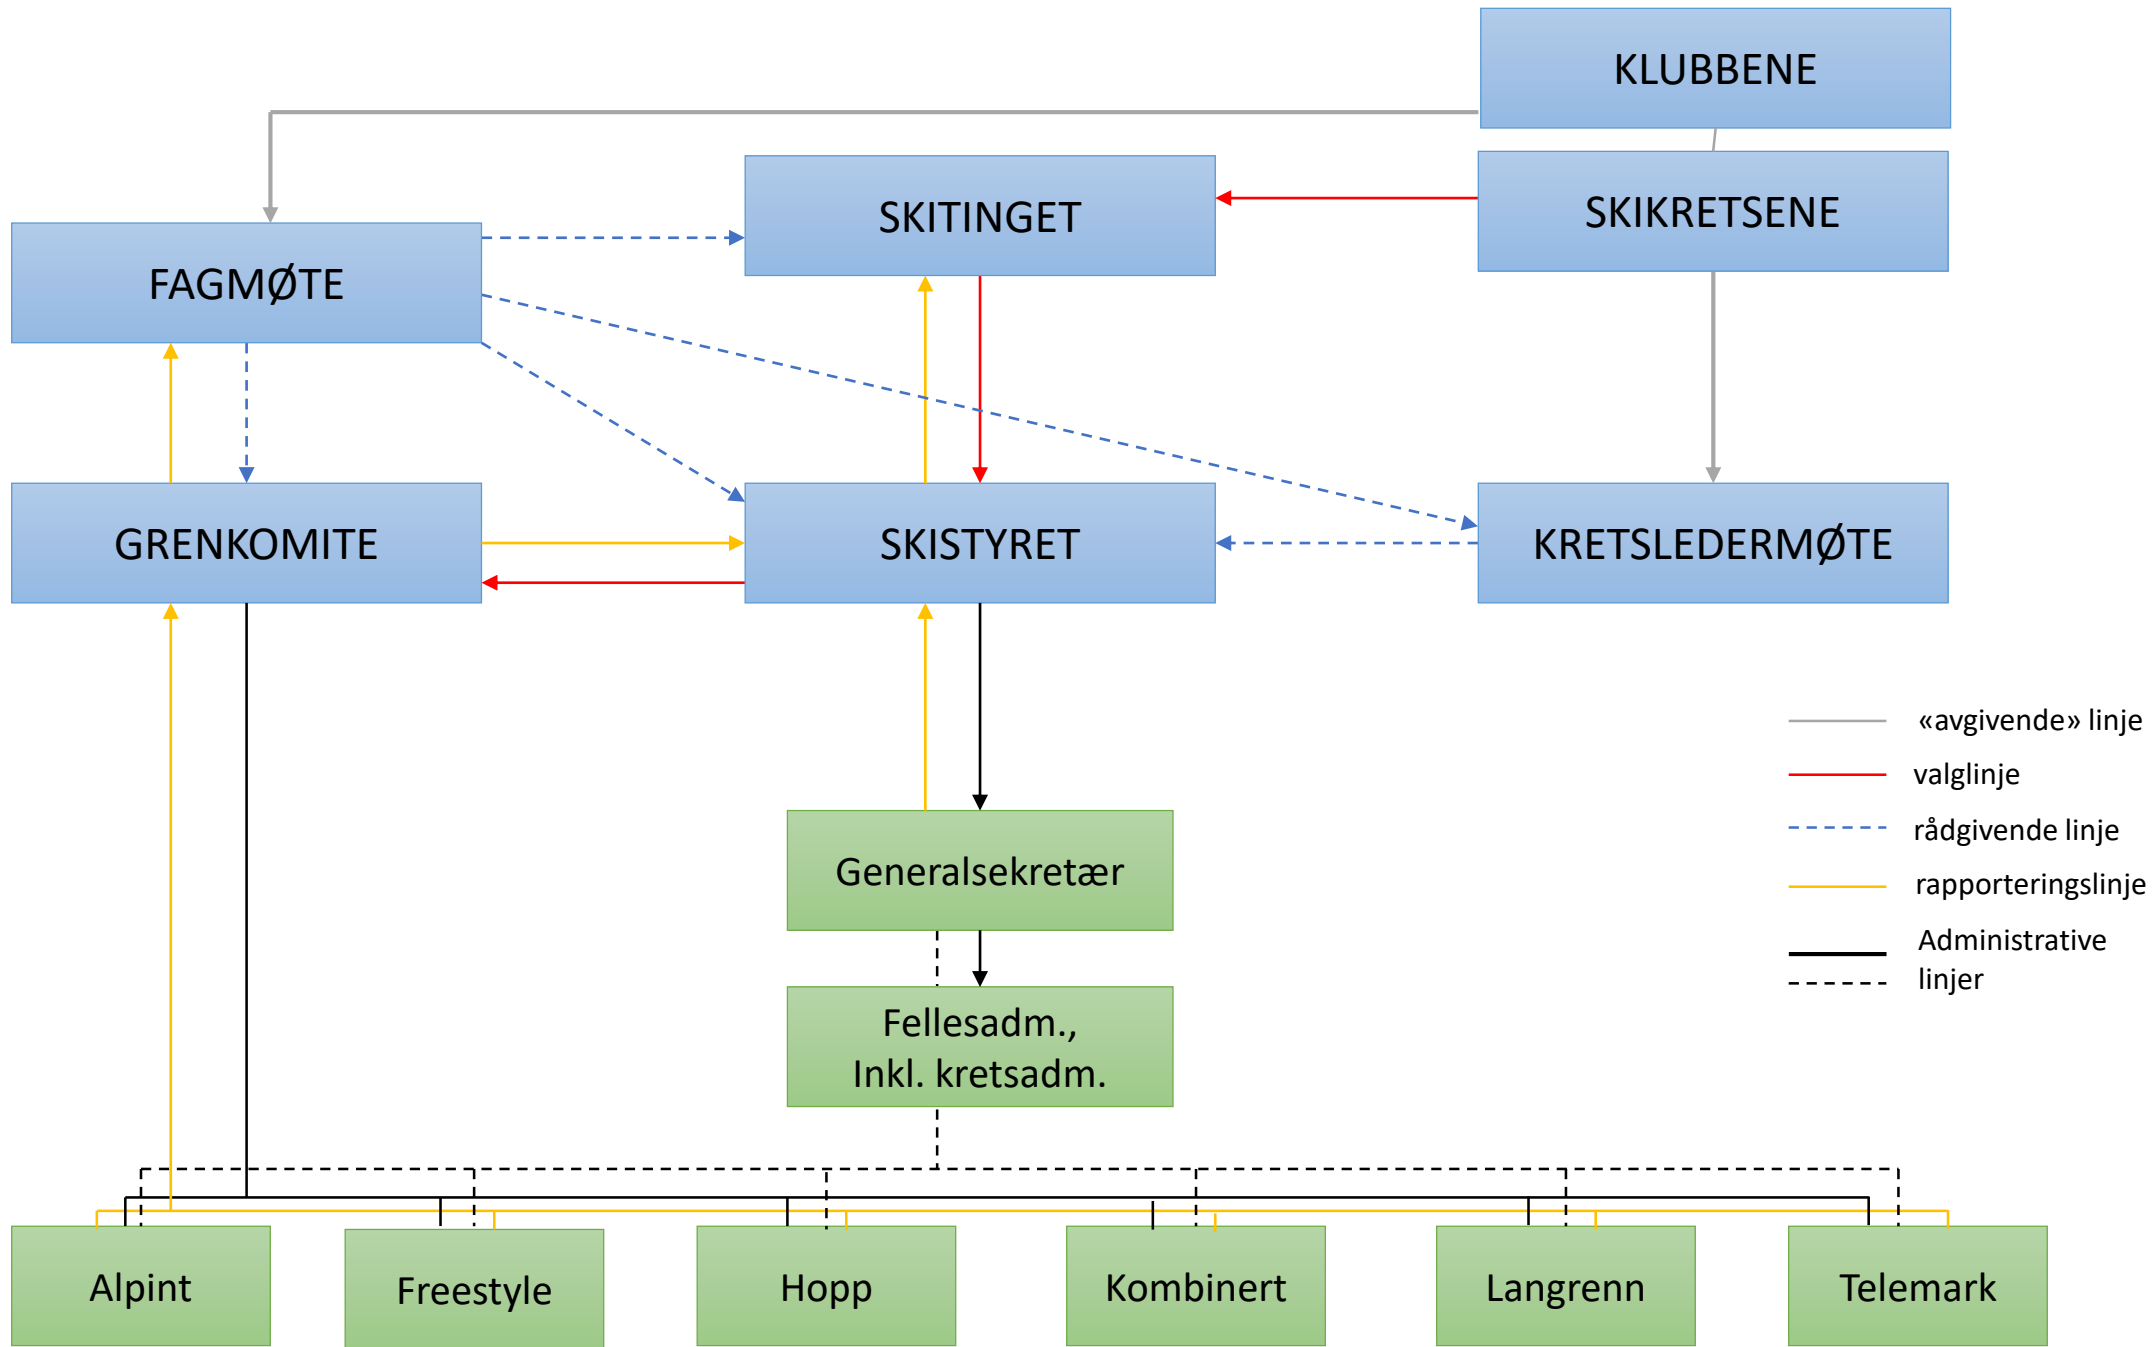 KLUBBENE
SKITINGET
SKIKRETSENE
FAGMØTE
GRENKOMITE
SKISTYRET
KRETSLEDERMØTE
«avgivende» linje
valglinje
rådgivende linje
rapporteringslinje
Administrative
linjer
Generalsekretær
Fellesadm.,
Inkl. kretsadm.
Alpint
Freestyle
Hopp
Kombinert
Langrenn
Telemark